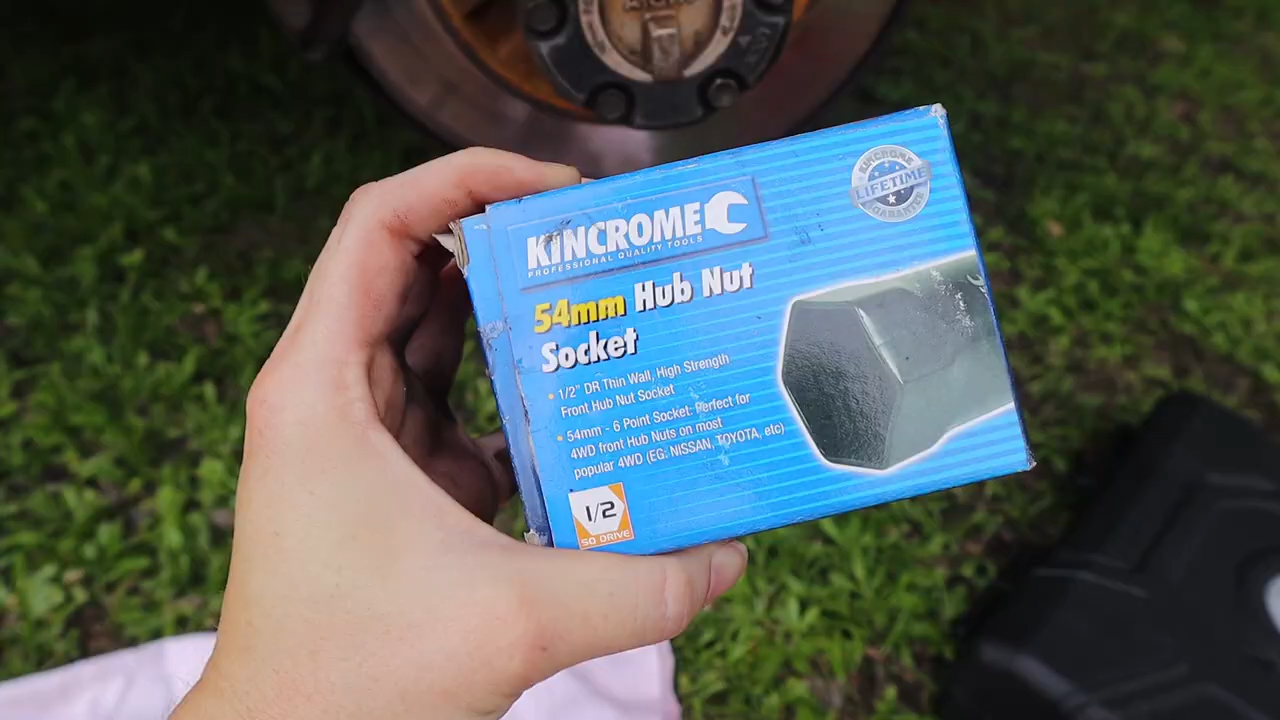 KINCROME
PROFESSIONAL QUALITY TOOLS
KINCROME
LIFETIME
GUARANTEE
54mm Hub Nut
Socket
• 1/2" DR Thin Wall, High Strength
Front Hub Nut Socket
• 54mm - 6 Point Socket: Perfect for
4WD front Hub Nuts on most
popular 4WD (EG: NISSAN, TOYOTA, etc)
1/2
SQ DRIVE